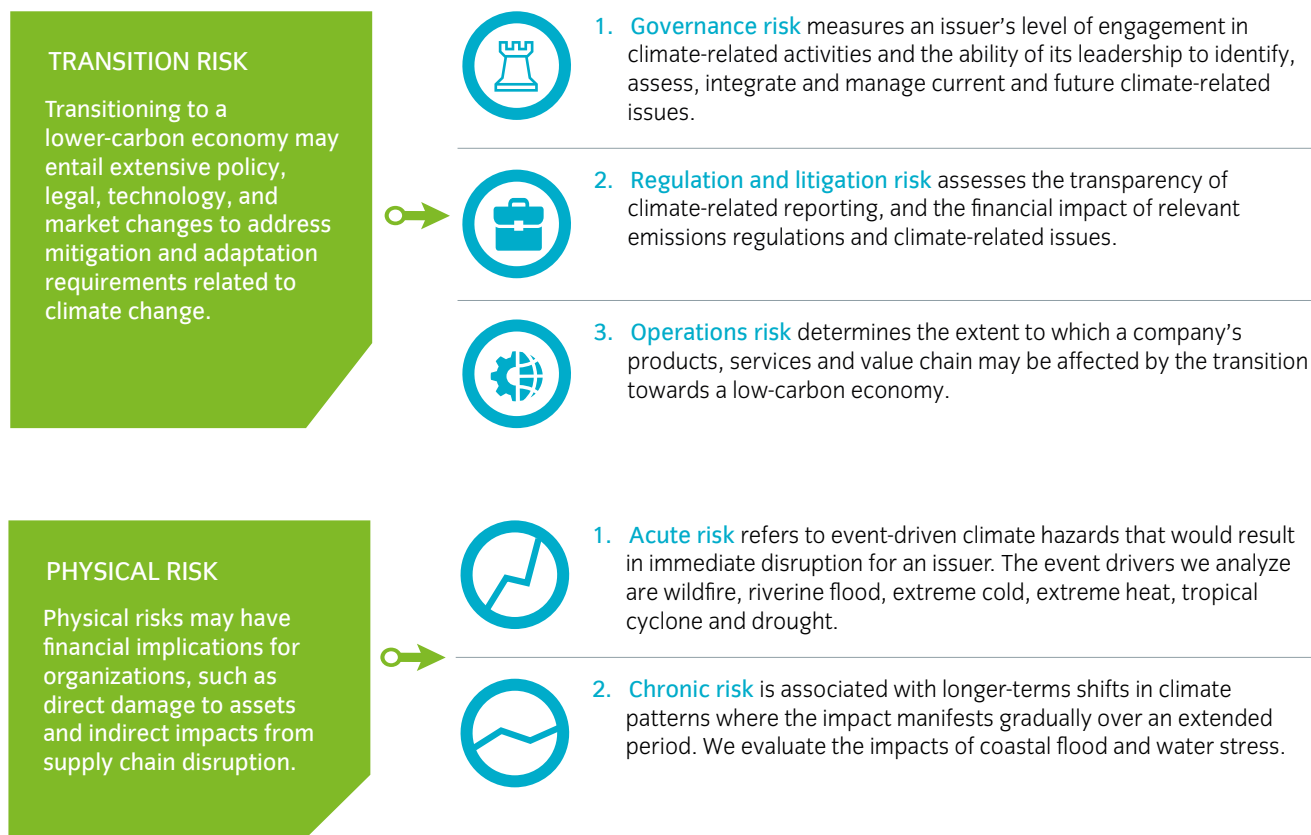 TRANSITION RISK
Transitioning to a
lower-carbon economy may
entail extensive policy,
legal, technology, and
market changes to address
mitigation and adaptation
requirements related to
climate change.
1. Governance risk measures an issuer’s level of engagement in
climate-related activities and the ability of its leadership to identify,
assess, integrate and manage current and future climate-related
issues.
2. Regulation and litigation risk assesses the transparency of
climate-related reporting, and the financial impact of relevant
emissions regulations and climate-related issues.
3. Operations risk determines the extent to which a company’s
products, services and value chain may be affected by the transition
towards a low-carbon economy.
PHYSICAL RISK
Physical risks may have
financial implications for
organizations, such as
direct damage to assets
and indirect impacts from
supply chain disruption.
1. Acute risk refers to event-driven climate hazards that would result
in immediate disruption for an issuer. The event drivers we analyze
are wildfire, riverine flood, extreme cold, extreme heat, tropical
cyclone and drought.
2. Chronic risk is associated with longer-terms shifts in climate
patterns where the impact manifests gradually over an extended
period. We evaluate the impacts of coastal flood and water stress.